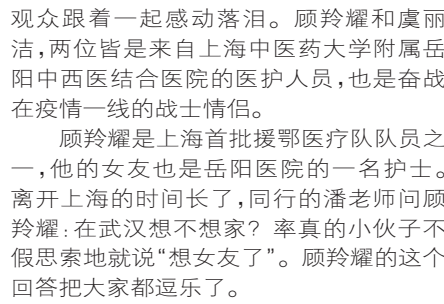 观众跟着一起感动落泪。顾羚耀和虞丽
洁,两位皆是来自上海中医药大学附属岳
阳中西医结合医院的医护人员,也是奋战
在疫情一线的战士情侣。
顾羚耀是上海首批援鄂医疗队队员之
一,他的女友也是岳阳医院的一名护士。
离开上海的时间长了,同行的潘老师问顾
羚耀:在武汉想不想家?率真的小伙子不
假思索地就说“想女友了”。顾羚耀的这个
回答把大家都逗乐了。